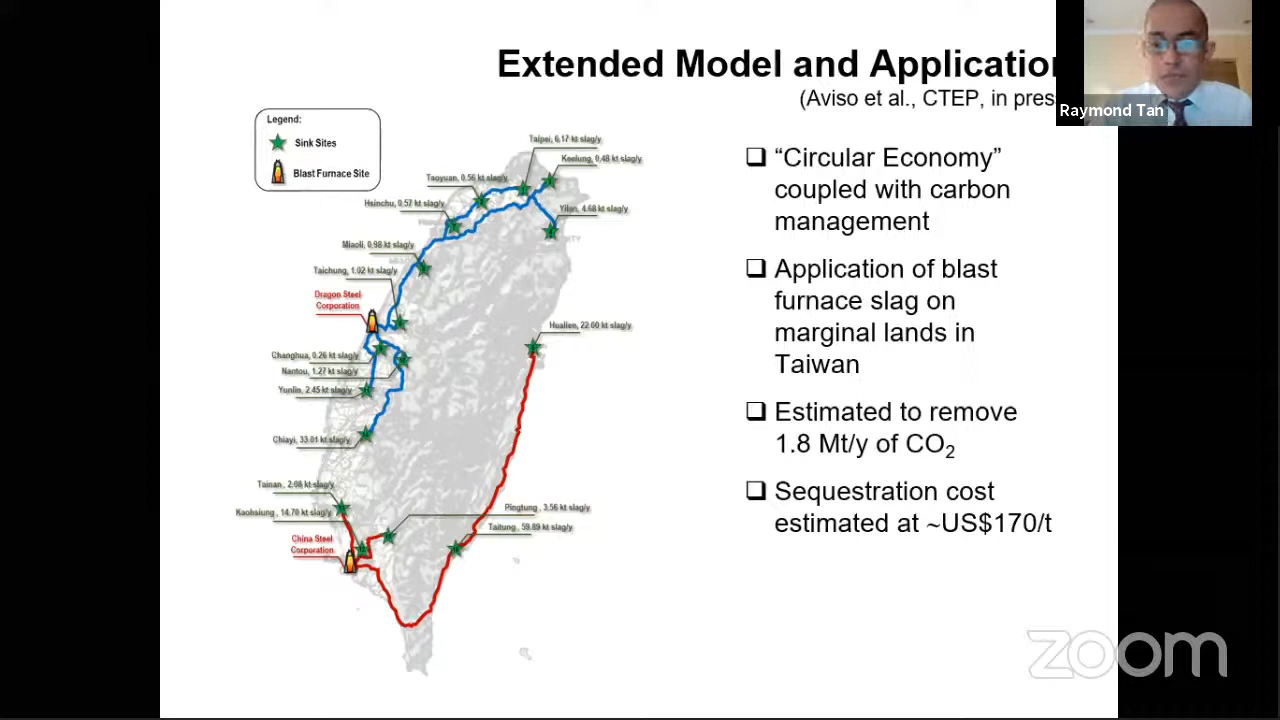 Extended Model and Application
(Aviso et al., CTEP, in pres
Raymond Tan
Legend:
Sink Sites
Blast Furnace Site
Taipei, 6.17 kt slag/y
Keelung, 0.48 kt slag/y
Taoyuan, 0.56 kt slag/y
Hsinchu, 0.57 kt slag/y
Yilan, 4.68 kt slag/y
Miaoli, 0.98 kt slag/y
Taichung, 1.02 kt slag/y
Dragon Steel
Corporation
Hualien, 22.00 kt slag/y
Changhua, 0.26 kt slag/y
Nantou, 1.27 kt slag/y
Yunlin, 2.45 kt slag/y
Chiayi, 33.01 kt slag/y
Tainan, 2.08 kt slag/y
Kaohsiung, 14.70 kt slag/y
Pingtung, 3.56 kt slag/y
Taitung, 59.89 kt slag/y
China Steel
Corporation
“Circular Economy”
coupled with carbon
management
Application of blast
furnace slag on
marginal lands in
Taiwan
Estimated to remove
1.8 Mt/y of CO2
Sequestration cost
estimated at ~US$170/t
zoom